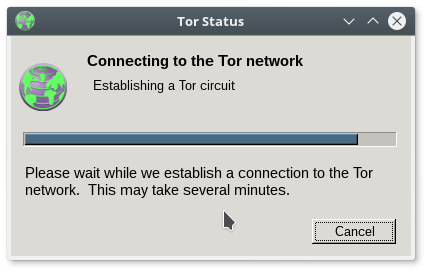 Tor Status
Connecting to the Tor network
Establishing a Tor circuit
Please wait while we establish a connection to the Tor
network.  This may take several minutes.
Cancel